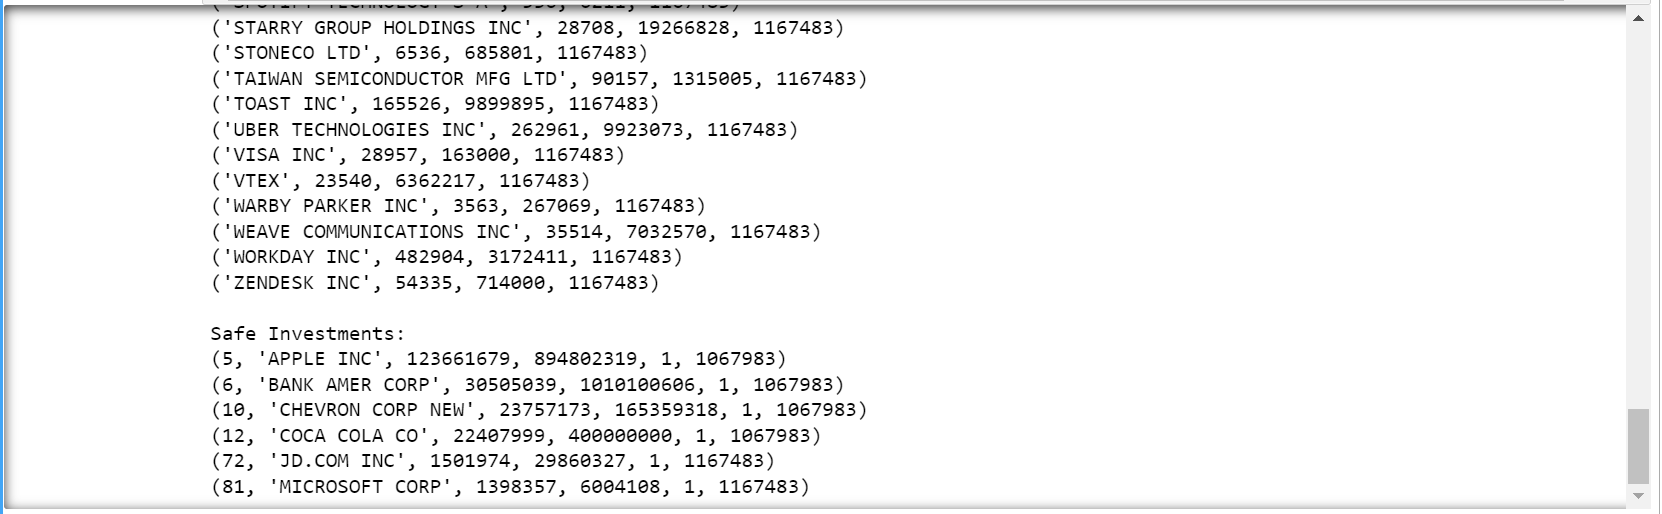 ('STARRY GROUP HOLDINGS INC', 28708, 19266828, 1167483)
('STONECO LTD', 6536, 685801, 1167483)
('TAIWAN SEMICONDUCTOR MFG LTD', 90157, 1315005, 1167483)
('TOAST INC', 165526, 9899895, 1167483)
('UBER TECHNOLOGIES INC', 262961, 9923073, 1167483)
('VISA INC', 28957, 163000, 1167483)
('VTEX', 23540, 6362217, 1167483)
('WARBY PARKER INC', 3563, 267069, 1167483)
('WEAVE COMMUNICATIONS INC', 35514, 7032570, 1167483)
('WORKDAY INC', 482904, 3172411, 1167483)
('ZENDESK INC', 54335, 714000, 1167483)
Safe Investments:
(5, 'APPLE INC', 123661679, 894802319, 1, 1067983)
(6, 'BANK AMER CORP', 30505039, 1010100606, 1, 1067983)
(10, 'CHEVRON CORP NEW', 23757173, 165359318, 1, 1067983)
(12, 'COCA COLA CO', 22407999, 400000000, 1, 1067983)
(72, 'JD.COM INC', 1501974, 29860327, 1, 1167483)
(81, 'MICROSOFT CORP', 1398357, 6004108, 1, 1167483)